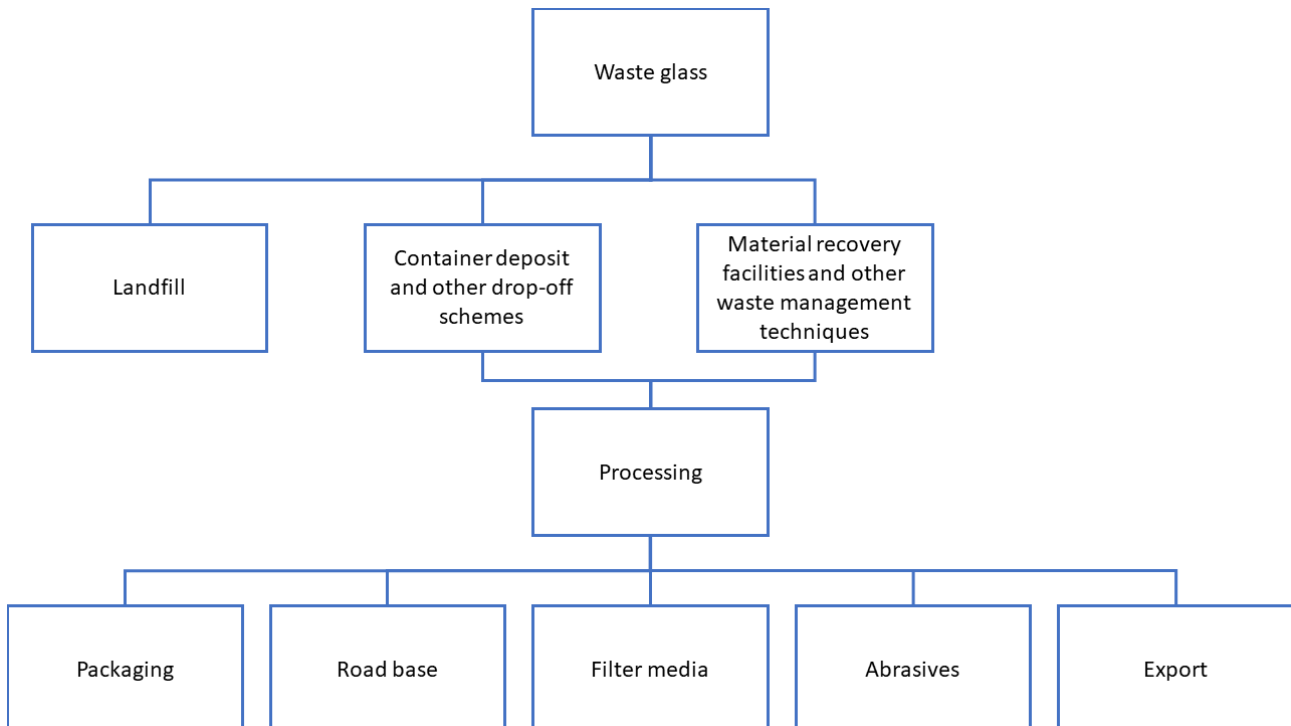 Waste glass
Landfill
Container deposit
and other drop-off
schemes
Material recovery
facilities and other
waste management
techniques
Processing
Packaging
Road base
Filter media
Abrasives
Export